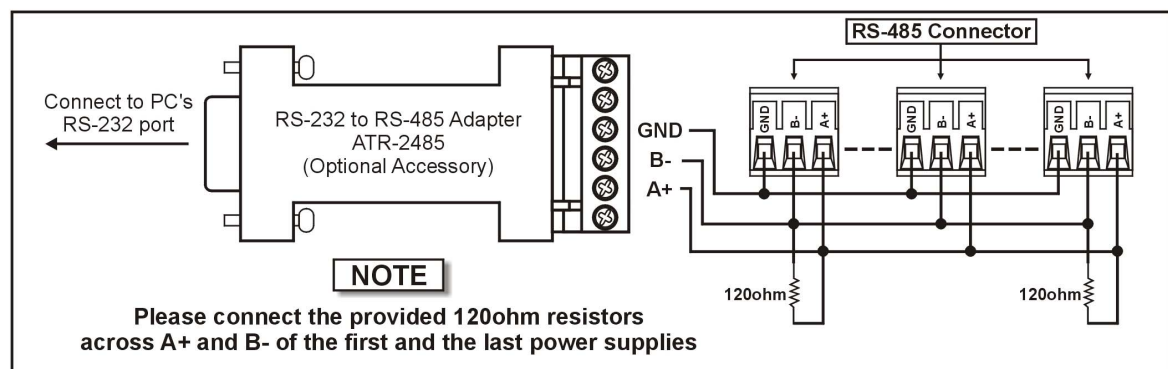 RS-485 Connector
Connect to PC's
RS-232 port
RS-232 to RS-485 Adapter
ATR-2485
(Optional Accessory)
GND
B-
A+
GND
B-
A+
GND
B-
A+
GND
B-
A+
120ohm
120ohm
NOTE
Please connect the provided 120ohm resistors
across A+ and B- of the first and the last power supplies